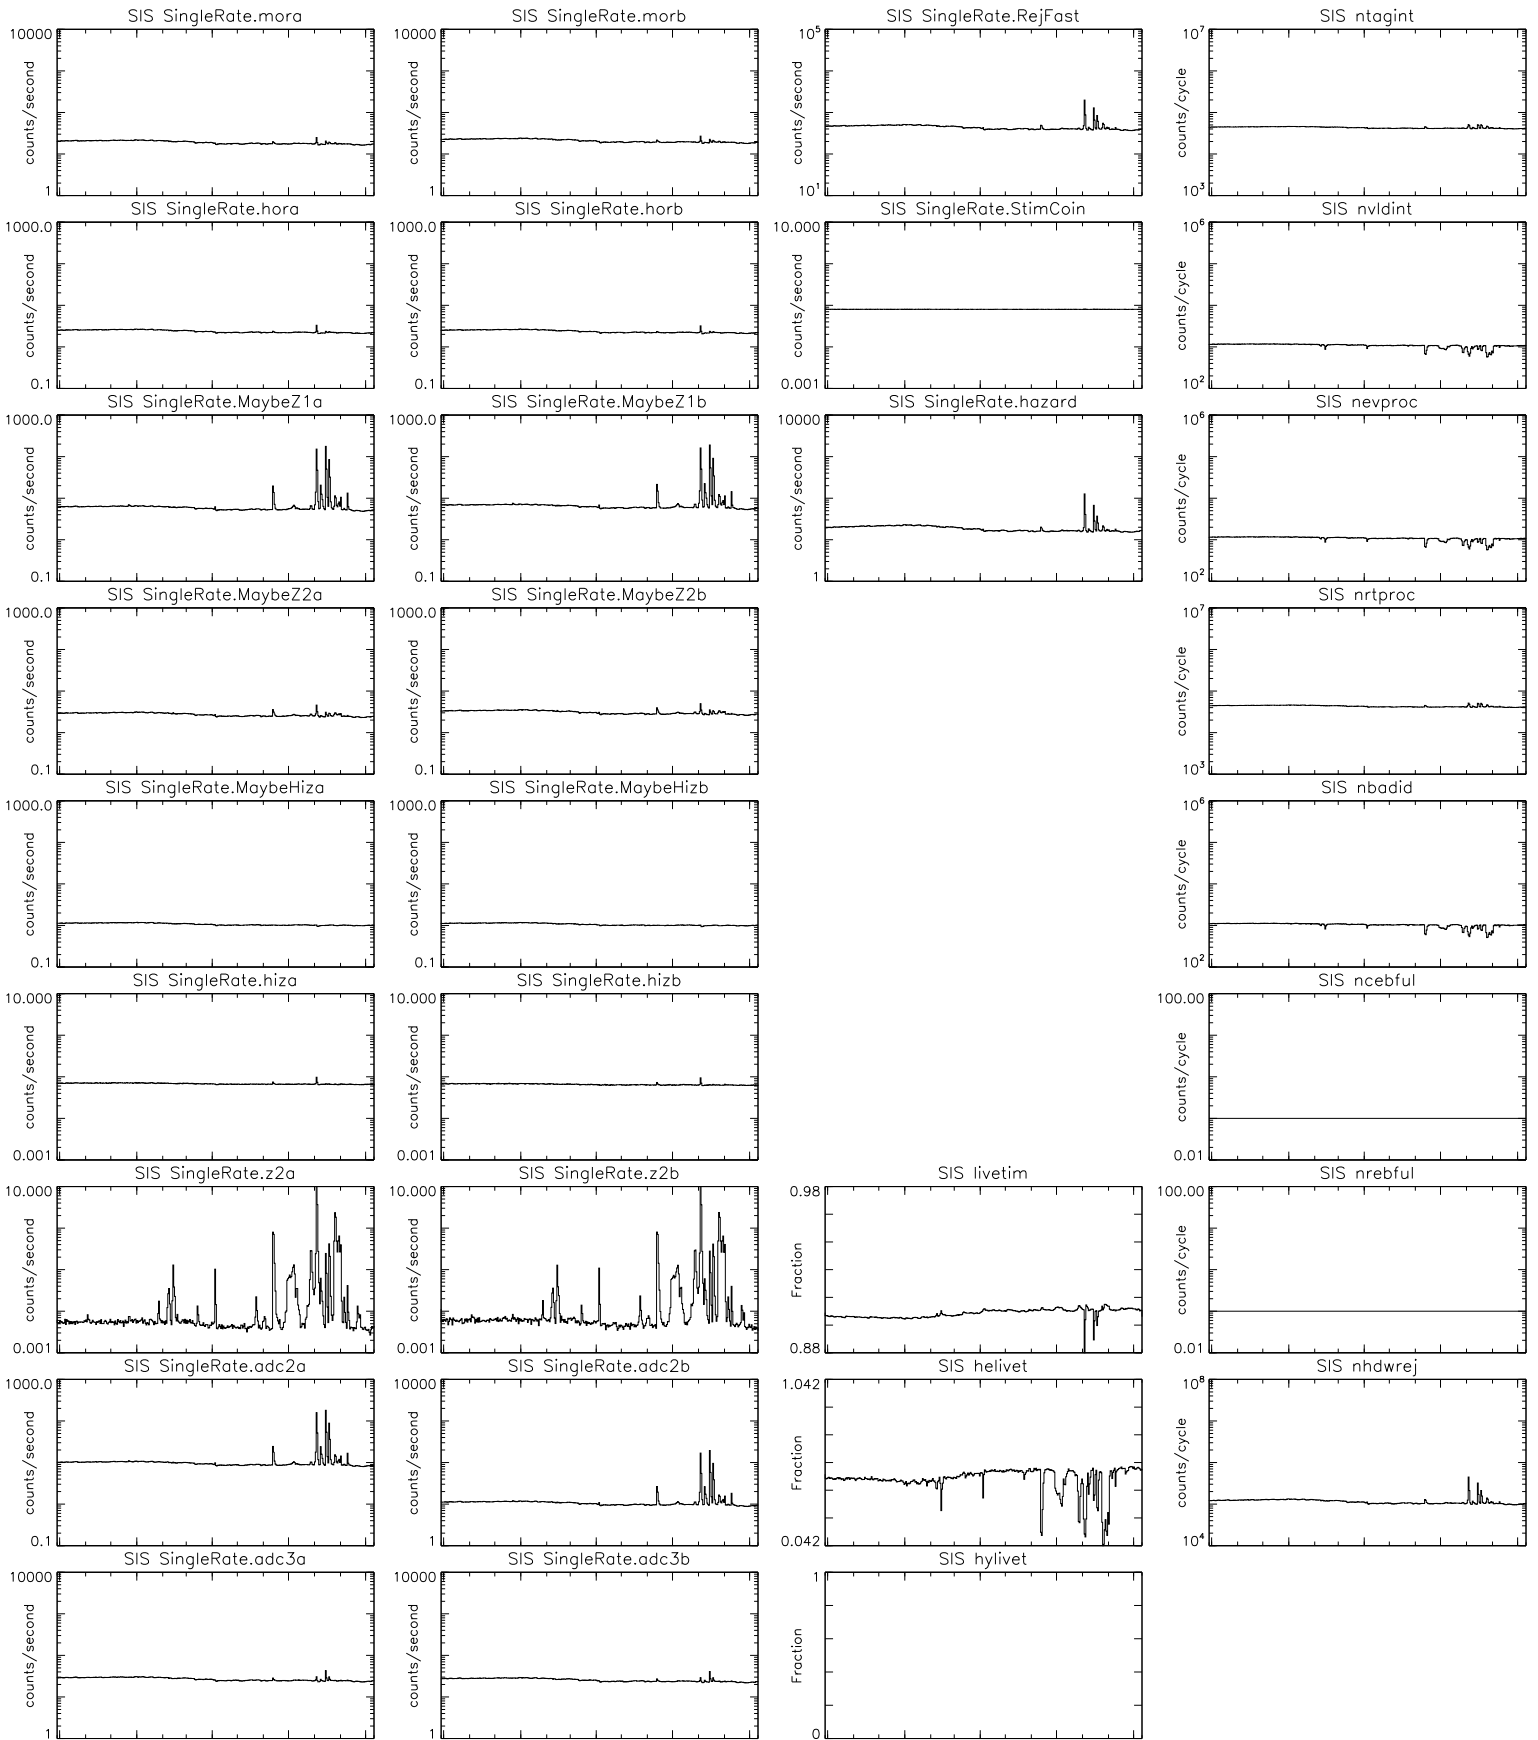 SIS SingleRate.mora
10000
counts/second
1
SIS SingleRate.morb
10000
counts/second
1
SIS SingleRate.RejFast
10^5
counts/second
10^1
SIS ntagint
10^7
counts/cycle
10^3
SIS SingleRate.hora
1000.0
counts/second
0.1
SIS SingleRate.horb
1000.0
counts/second
0.1
SIS SingleRate.StimCoin
10.000
counts/second
0.001
SIS nvldint
10^6
counts/cycle
10^2
SIS SingleRate.MaybeZ1a
1000.0
counts/second
0.1
SIS SingleRate.MaybeZ1b
1000.0
counts/second
0.1
SIS SingleRate.hazard
10000
counts/second
1
SIS nevproc
10^6
counts/cycle
10^2
SIS SingleRate.MaybeZ2a
1000.0
counts/second
0.1
SIS SingleRate.MaybeZ2b
1000.0
counts/second
0.1
SIS nrtproc
10^7
counts/cycle
10^3
SIS SingleRate.MaybeHiza
1000.0
counts/second
0.1
SIS SingleRate.MaybeHizb
1000.0
counts/second
0.1
SIS nbadid
10^6
counts/cycle
10^2
SIS SingleRate.hiza
10.000
counts/second
0.001
SIS SingleRate.hizb
10.000
counts/second
0.001
SIS ncebful
100.00
counts/cycle
0.01
SIS SingleRate.z2a
10.000
counts/second
0.001
SIS SingleRate.z2b
10.000
counts/second
0.001
SIS livetim
0.98
Fraction
0.88
SIS nrebful
100.00
counts/cycle
0.01
SIS SingleRate.adc2a
1000.0
counts/second
0.1
SIS SingleRate.adc2b
10000
counts/second
1
SIS helivet
1.042
Fraction
0.042
SIS nhdwrej
10^8
counts/cycle
10^4
SIS SingleRate.adc3a
10000
counts/second
1
SIS SingleRate.adc3b
10000
counts/second
1
SIS hylivet
1
Fraction
0